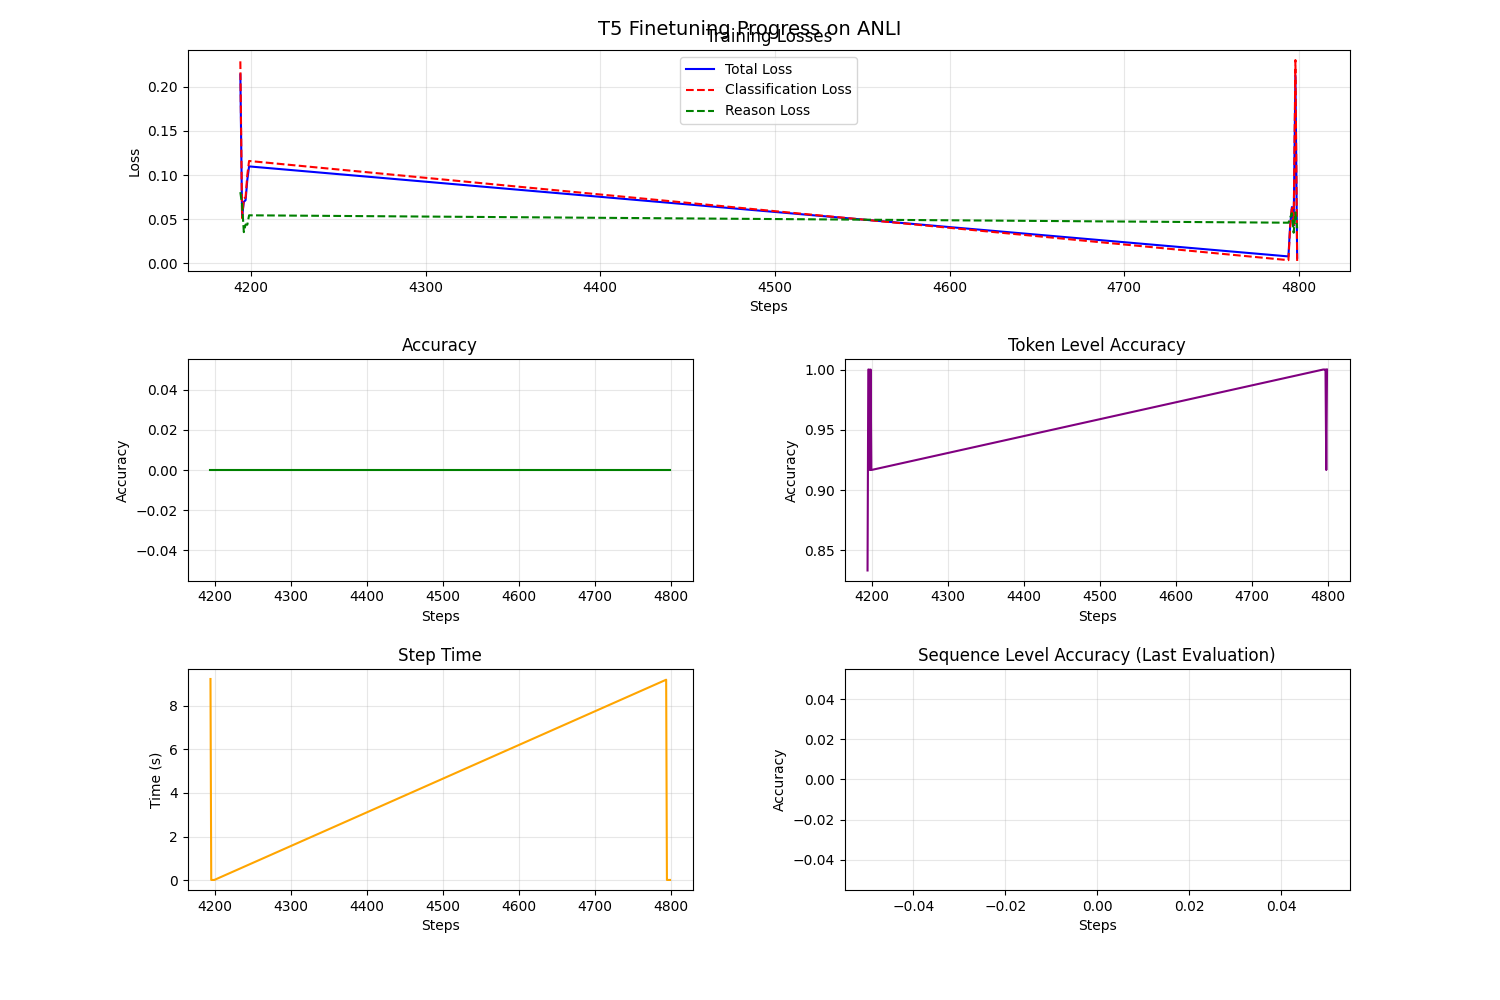 T5 Finetuning Progress on ANLI
Training Losses
Total Loss
Classification Loss
Reason Loss
Loss
0.20
0.15
0.10
0.05
0.00
4200 4300 4400 4500 4600 4700 4800
Steps
Accuracy
Accuracy
0.04
0.02
0.00
−0.02
−0.04
4200 4300 4400 4500 4600 4700 4800
Steps
Token Level Accuracy
Accuracy
1.00
0.95
0.90
0.85
4200 4300 4400 4500 4600 4700 4800
Steps
Step Time
Time (s)
8
6
4
2
0
4200 4300 4400 4500 4600 4700 4800
Steps
Sequence Level Accuracy (Last Evaluation)
Accuracy
0.04
0.02
0.00
−0.02
−0.04
−0.04 −0.02 0.00 0.02 0.04
Steps